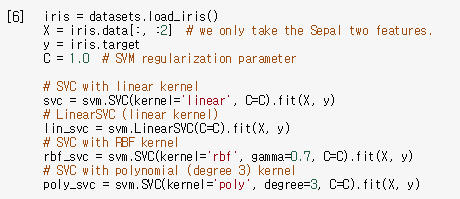 [6] iris = datasets.load_iris()
X = iris.data[:, :2]  # we only take the Sepal two features.
y = iris.target
C = 1.0  # SVM regularization parameter
# SVC with linear kernel
svc = svm.SVC(kernel='linear', C=C).fit(X, y)
# LinearSVC (linear kernel)
lin_svc = svm.LinearSVC(C=C).fit(X, y)
# SVC with RBF kernel
rbf_svc = svm.SVC(kernel='rbf', gamma=0.7, C=C).fit(X, y)
# SVC with polynomial (degree 3) kernel
poly_svc = svm.SVC(kernel='poly', degree=3, C=C).fit(X, y)